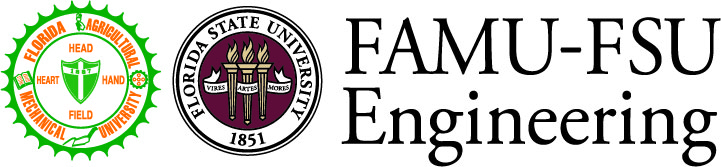 FLORIDA AGRICULTURAL
MECHANICAL UNIVERSITY
HEAD
HEART
1887
HAND
FIELD
FLORIDA STATE UNIVERSITY
VIRES ARTES MORES
1851
FAMU-FSU
Engineering